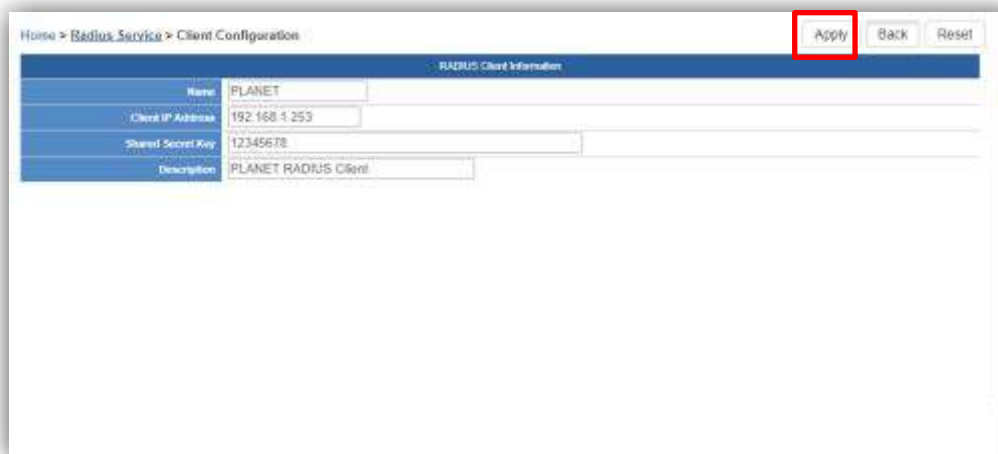 Home > Radius Service > Client Configuration
Apply Back Reset
RADIUS Client Information
Name PLANET
Client IP Address 192.168.1.253
Shared Secret Key 12345678
Description PLANET RADIUS Client